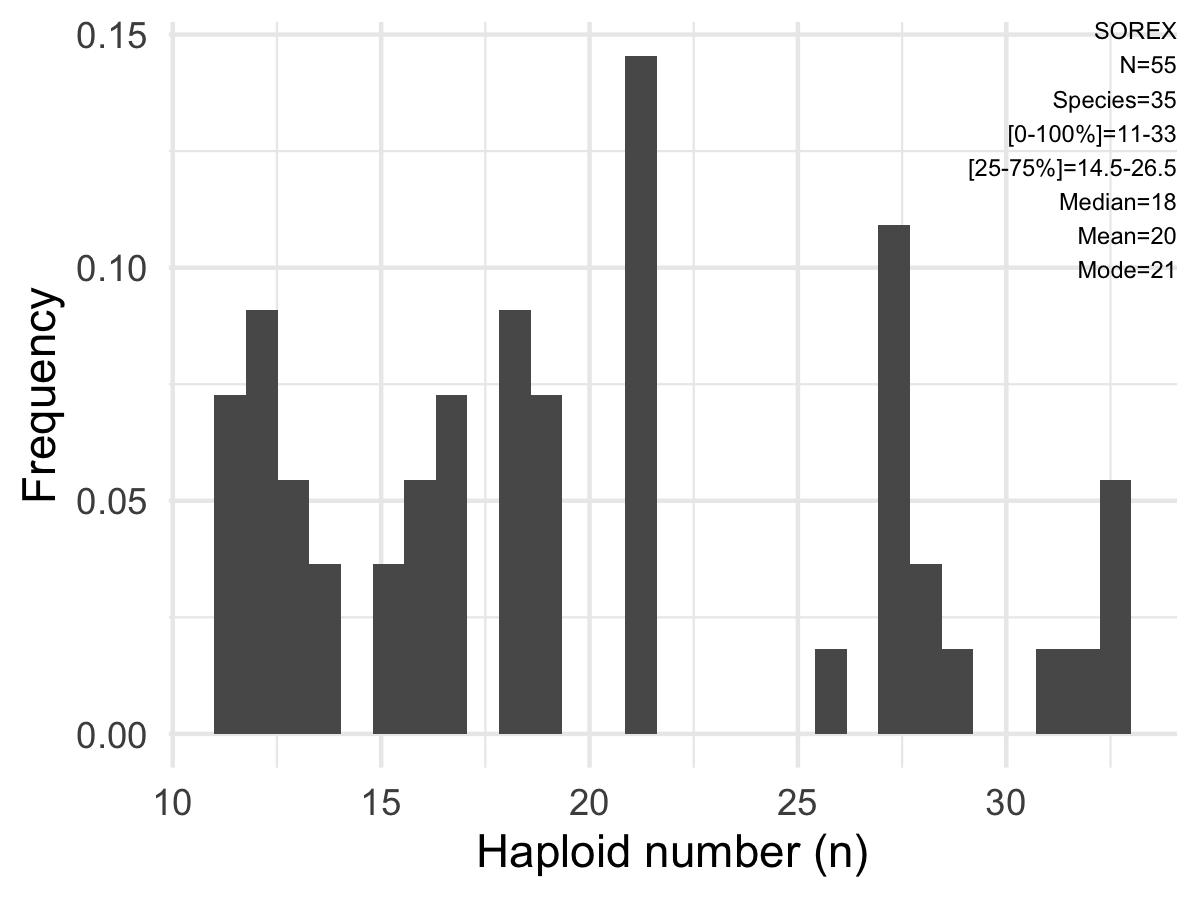 SOREX
N=55
Species=35
[0-100%]=11-33
[25-75%]=14.5-26.5
Median=18
Mean=20
Mode=21
0.15
0.10
0.05
0.00
Frequency
10 15 20 25 30
Haploid number (n)